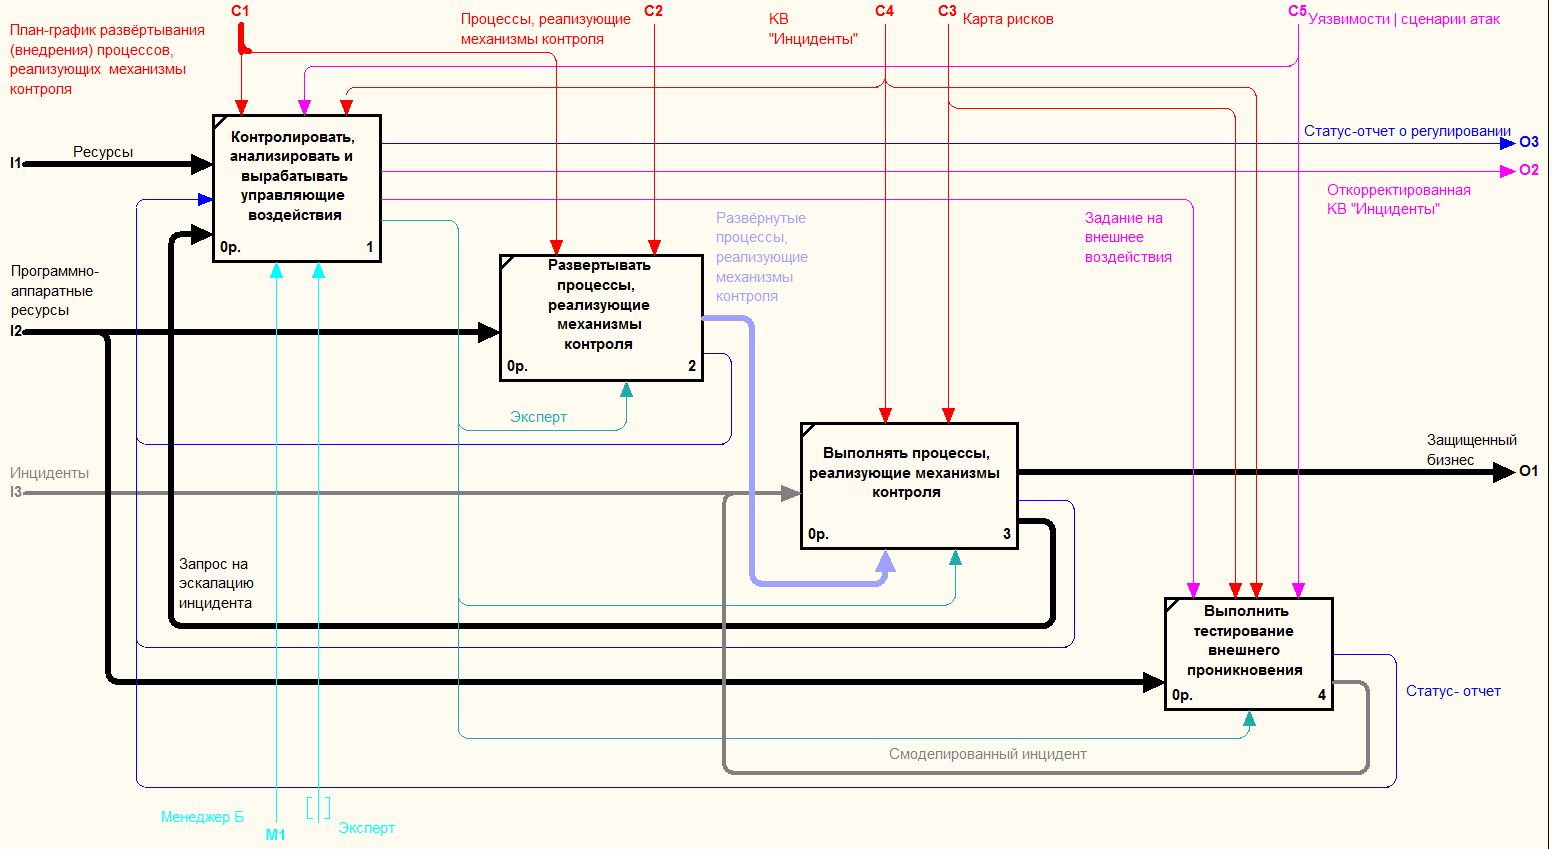 C1
C2
C4
C3
C5
План-график развёртывания
(внедрения) процессов,
реализующих механизмы
контроля
Процессы, реализующие
механизмы контроля
КВ
"Инциденты"
Карта рисков
Уязвимости | сценарии атак
I1
Ресурсы
Контролировать,
анализировать и
вырабатывать
управляющие
воздействия
0р.
1
Статус-отчет о регулировании
O3
O2
Откорректированная
КВ "Инциденты"
Задание на
внешнее
воздействия
Развёрнутые
процессы,
реализующие
механизмы
контроля
Программно-
аппаратные
ресурсы
I2
Развертывать
процессы,
реализующие
механизмы
контроля
0р.
2
Эксперт
Инциденты
I3
Выполнять процессы,
реализующие механизмы
контроля
0р.
3
Защищенный
бизнес
O1
Запрос на
эскалацию
инцидента
Выполнить
тестирование
внешнего
проникновения
0р.
4
Статус- отчет
Смоделированный инцидент
Менеджер Б
M1
Эксперт